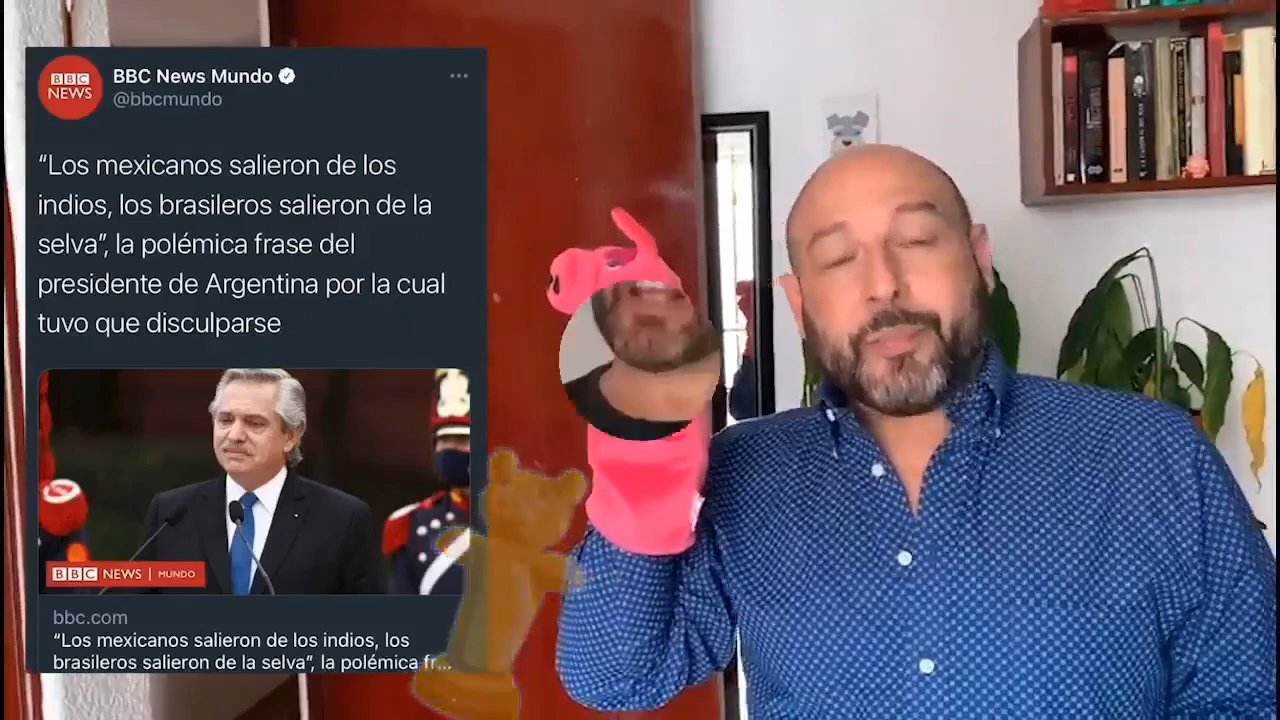 BBC NEWS
BBC News Mundo
@bbcmundo
“Los mexicanos salieron de los
indios, los brasileros salieron de la
selva”, la polémica frase del
presidente de Argentina por la cual
tuvo que disculparse
BBC NEWS | MUNDO
bbc.com
“Los mexicanos salieron de los indios, los
brasileros salieron de la selva”, la polémica fr...